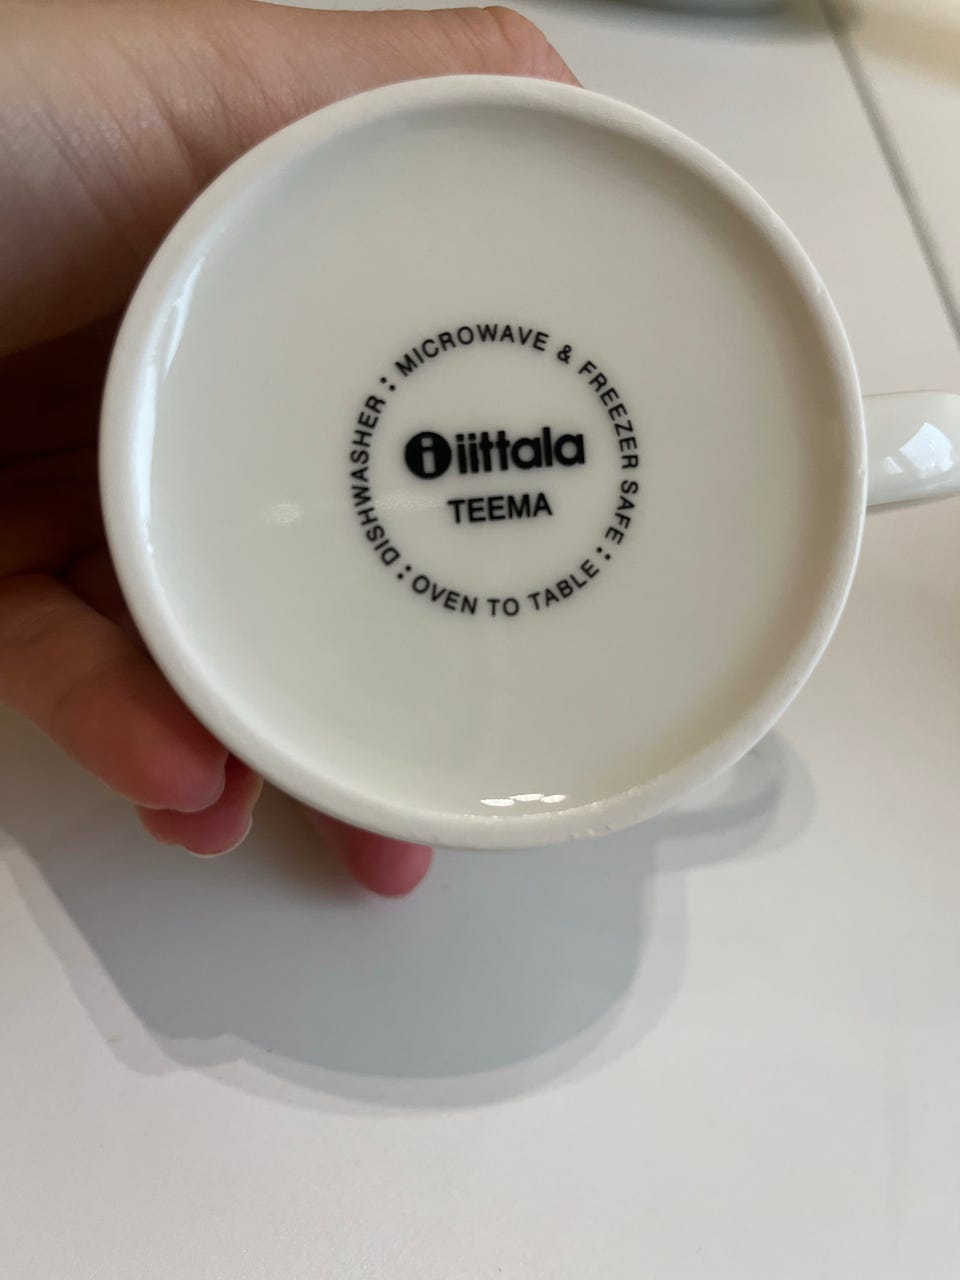 iittala
TEEMA
DISHWASHER : MICROWAVE & FREEZER SAFE : OVEN TO TABLE :